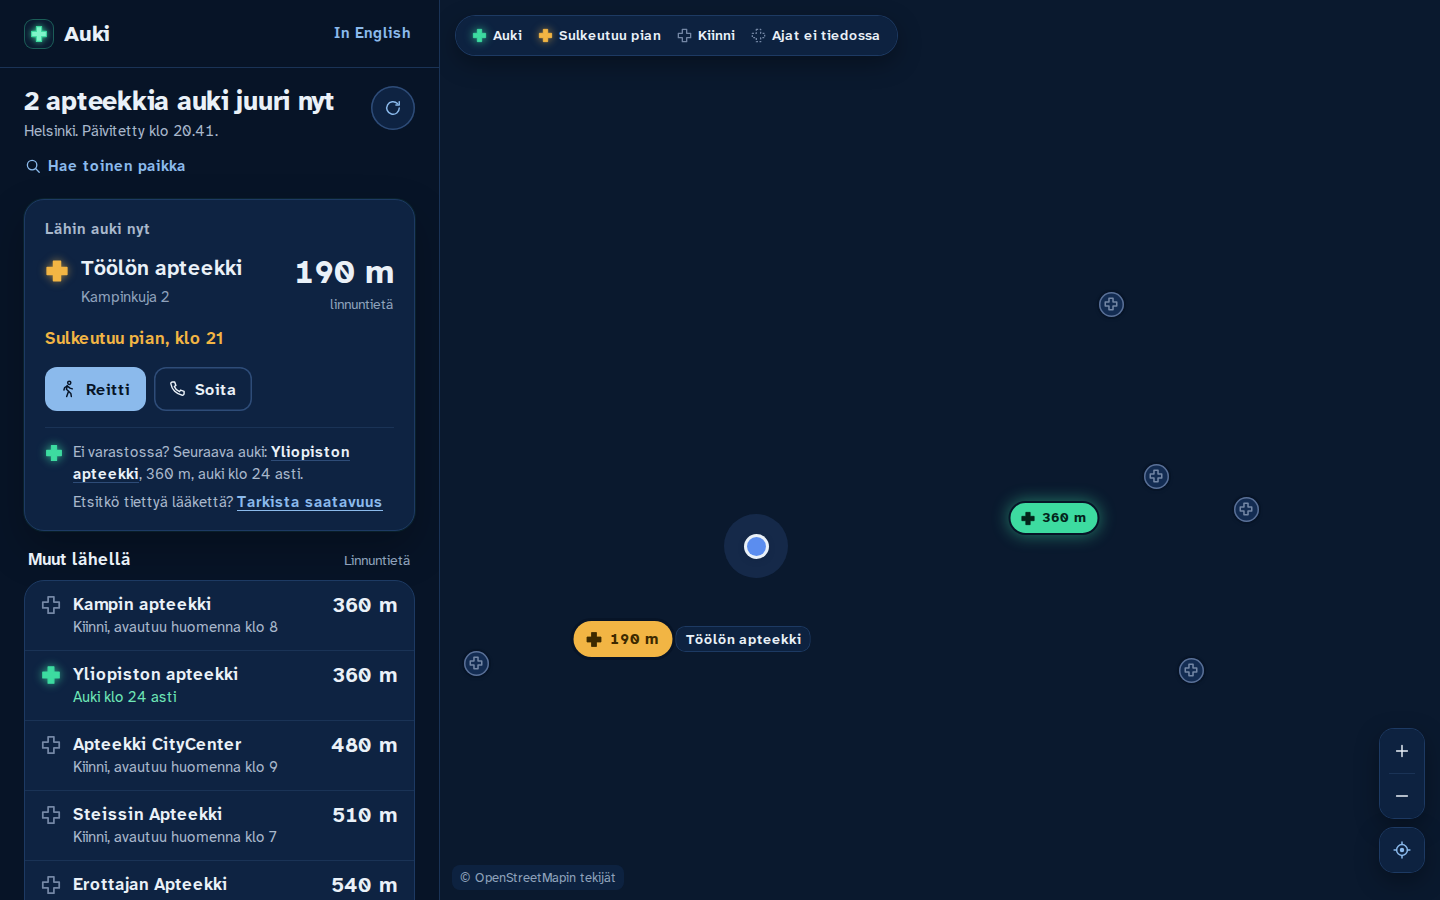 Auki
In English
2 apteekkia auki juuri nyt
Helsinki. Päivitetty klo 20.41.
Hae toinen paikka
Lähin auki nyt
Töölön apteekki
190 m
Kampinkuja 2
linnuntietä
Sulkeutuu pian, klo 21
Reitti
Soita
Ei varastossa? Seuraava auki: Yliopiston
apteekki, 360 m, auki klo 24 asti.
Etsitkö tiettyä lääkettä? Tarkista saatavuus
Muut lähellä
Linnuntietä
Kampin apteekki
360 m
Kiinni, avautuu huomenna klo 8
Yliopiston apteekki
360 m
Auki klo 24 asti
Apteekki CityCenter
480 m
Kiinni, avautuu huomenna klo 9
Steissin Apteekki
510 m
Kiinni, avautuu huomenna klo 7
Erottajan Apteekki
540 m
Auki
Sulkeutuu pian
Kiinni
Ajat ei tiedossa
360 m
190 m
Töölön apteekki
© OpenStreetMapin tekijät